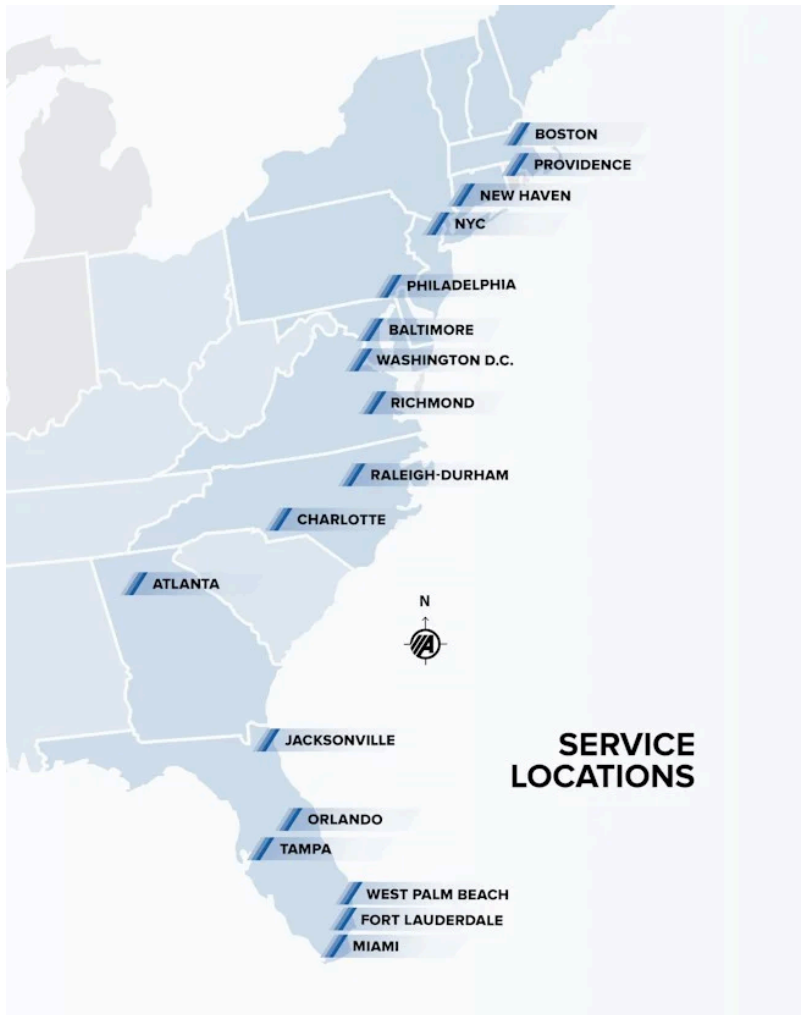 BOSTON
PROVIDENCE
NEW HAVEN
NYC
PHILADELPHIA
BALTIMORE
WASHINGTON D.C.
RICHMOND
RALEIGH-DURHAM
CHARLOTTE
ATLANTA
N
A
JACKSONVILLE
SERVICE
LOCATIONS
ORLANDO
TAMPA
WEST PALM BEACH
FORT LAUDERDALE
MIAMI